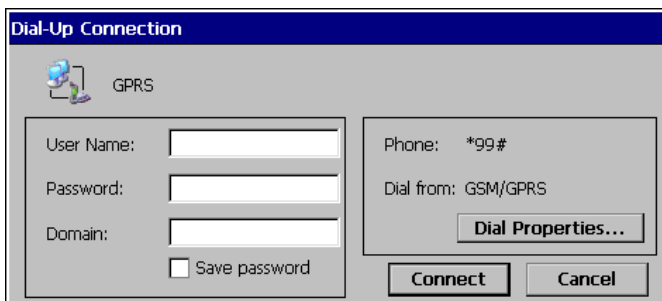 Dial-Up Connection
GPRS
User Name:
Password:
Domain:
Save password
Phone: *99#
Dial from: GSM/GPRS
Dial Properties...
Connect
Cancel